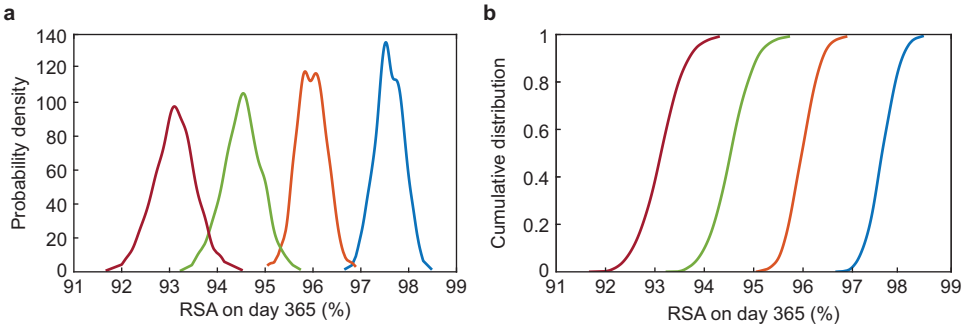 a
Probability density
140
120
100
80
60
40
20
0
91 92 93 94 95 96 97 98 99
RSA on day 365 (%)
b
Cumulative distribution
1
0.8
0.6
0.4
0.2
0
91 92 93 94 95 96 97 98 99
RSA on day 365 (%)